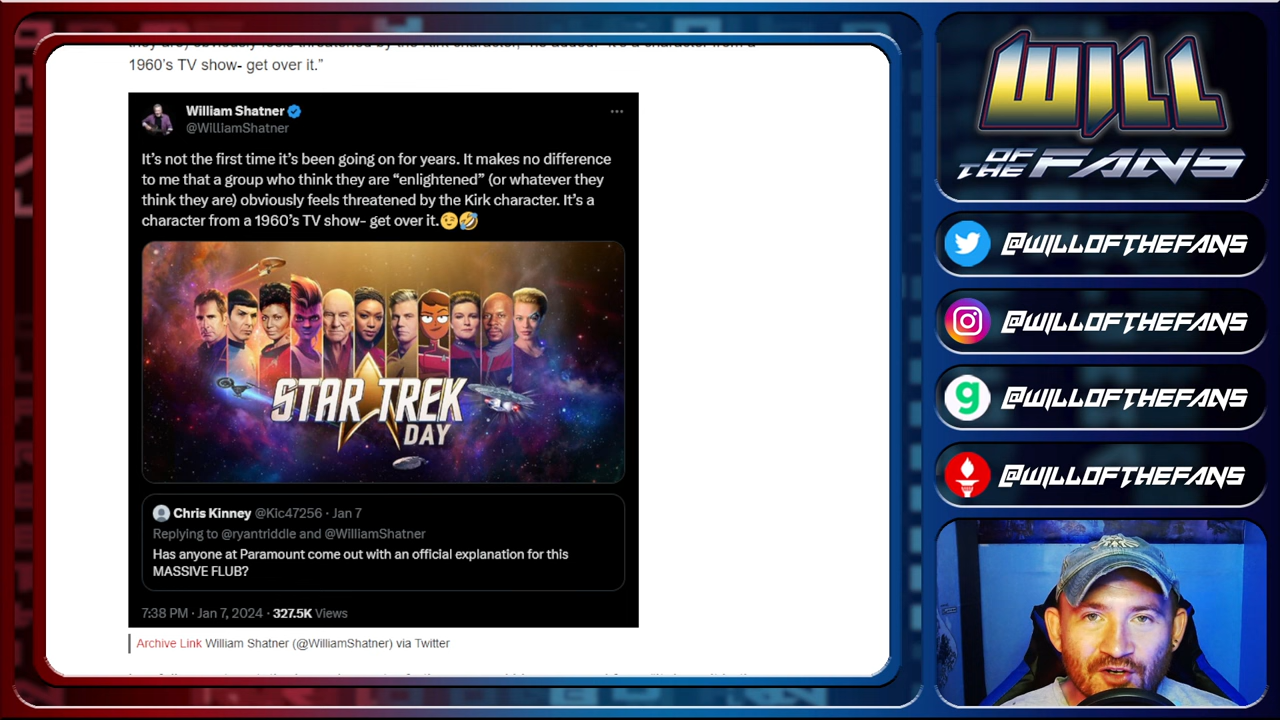 1960's TV show- get over it.”
William Shatner
@WilliamShatner
It’s not the first time it’s been going on for years. It makes no difference
to me that a group who think they are “enlightened” (or whatever they
think they are) obviously feels threatened by the Kirk character. It’s a
character from a 1960’s TV show– get over it.😉🤣
STAR TREK
DAY
Chris Kinney @Kic47256 · Jan 7
Replying to @ryantriddle and @WilliamShatner
Has anyone at Paramount come out with an official explanation for this
MASSIVE FLUB?
7:38 PM · Jan 7, 2024 · 327.5K Views
Archive Link William Shatner (@WilliamShatner) via Twitter
WILL
OF THE FANS
@WILLOFTHEFANS
@WILLOFTHEFANS
@WILLOFTHEFANS
@WILLOFTHEFANS